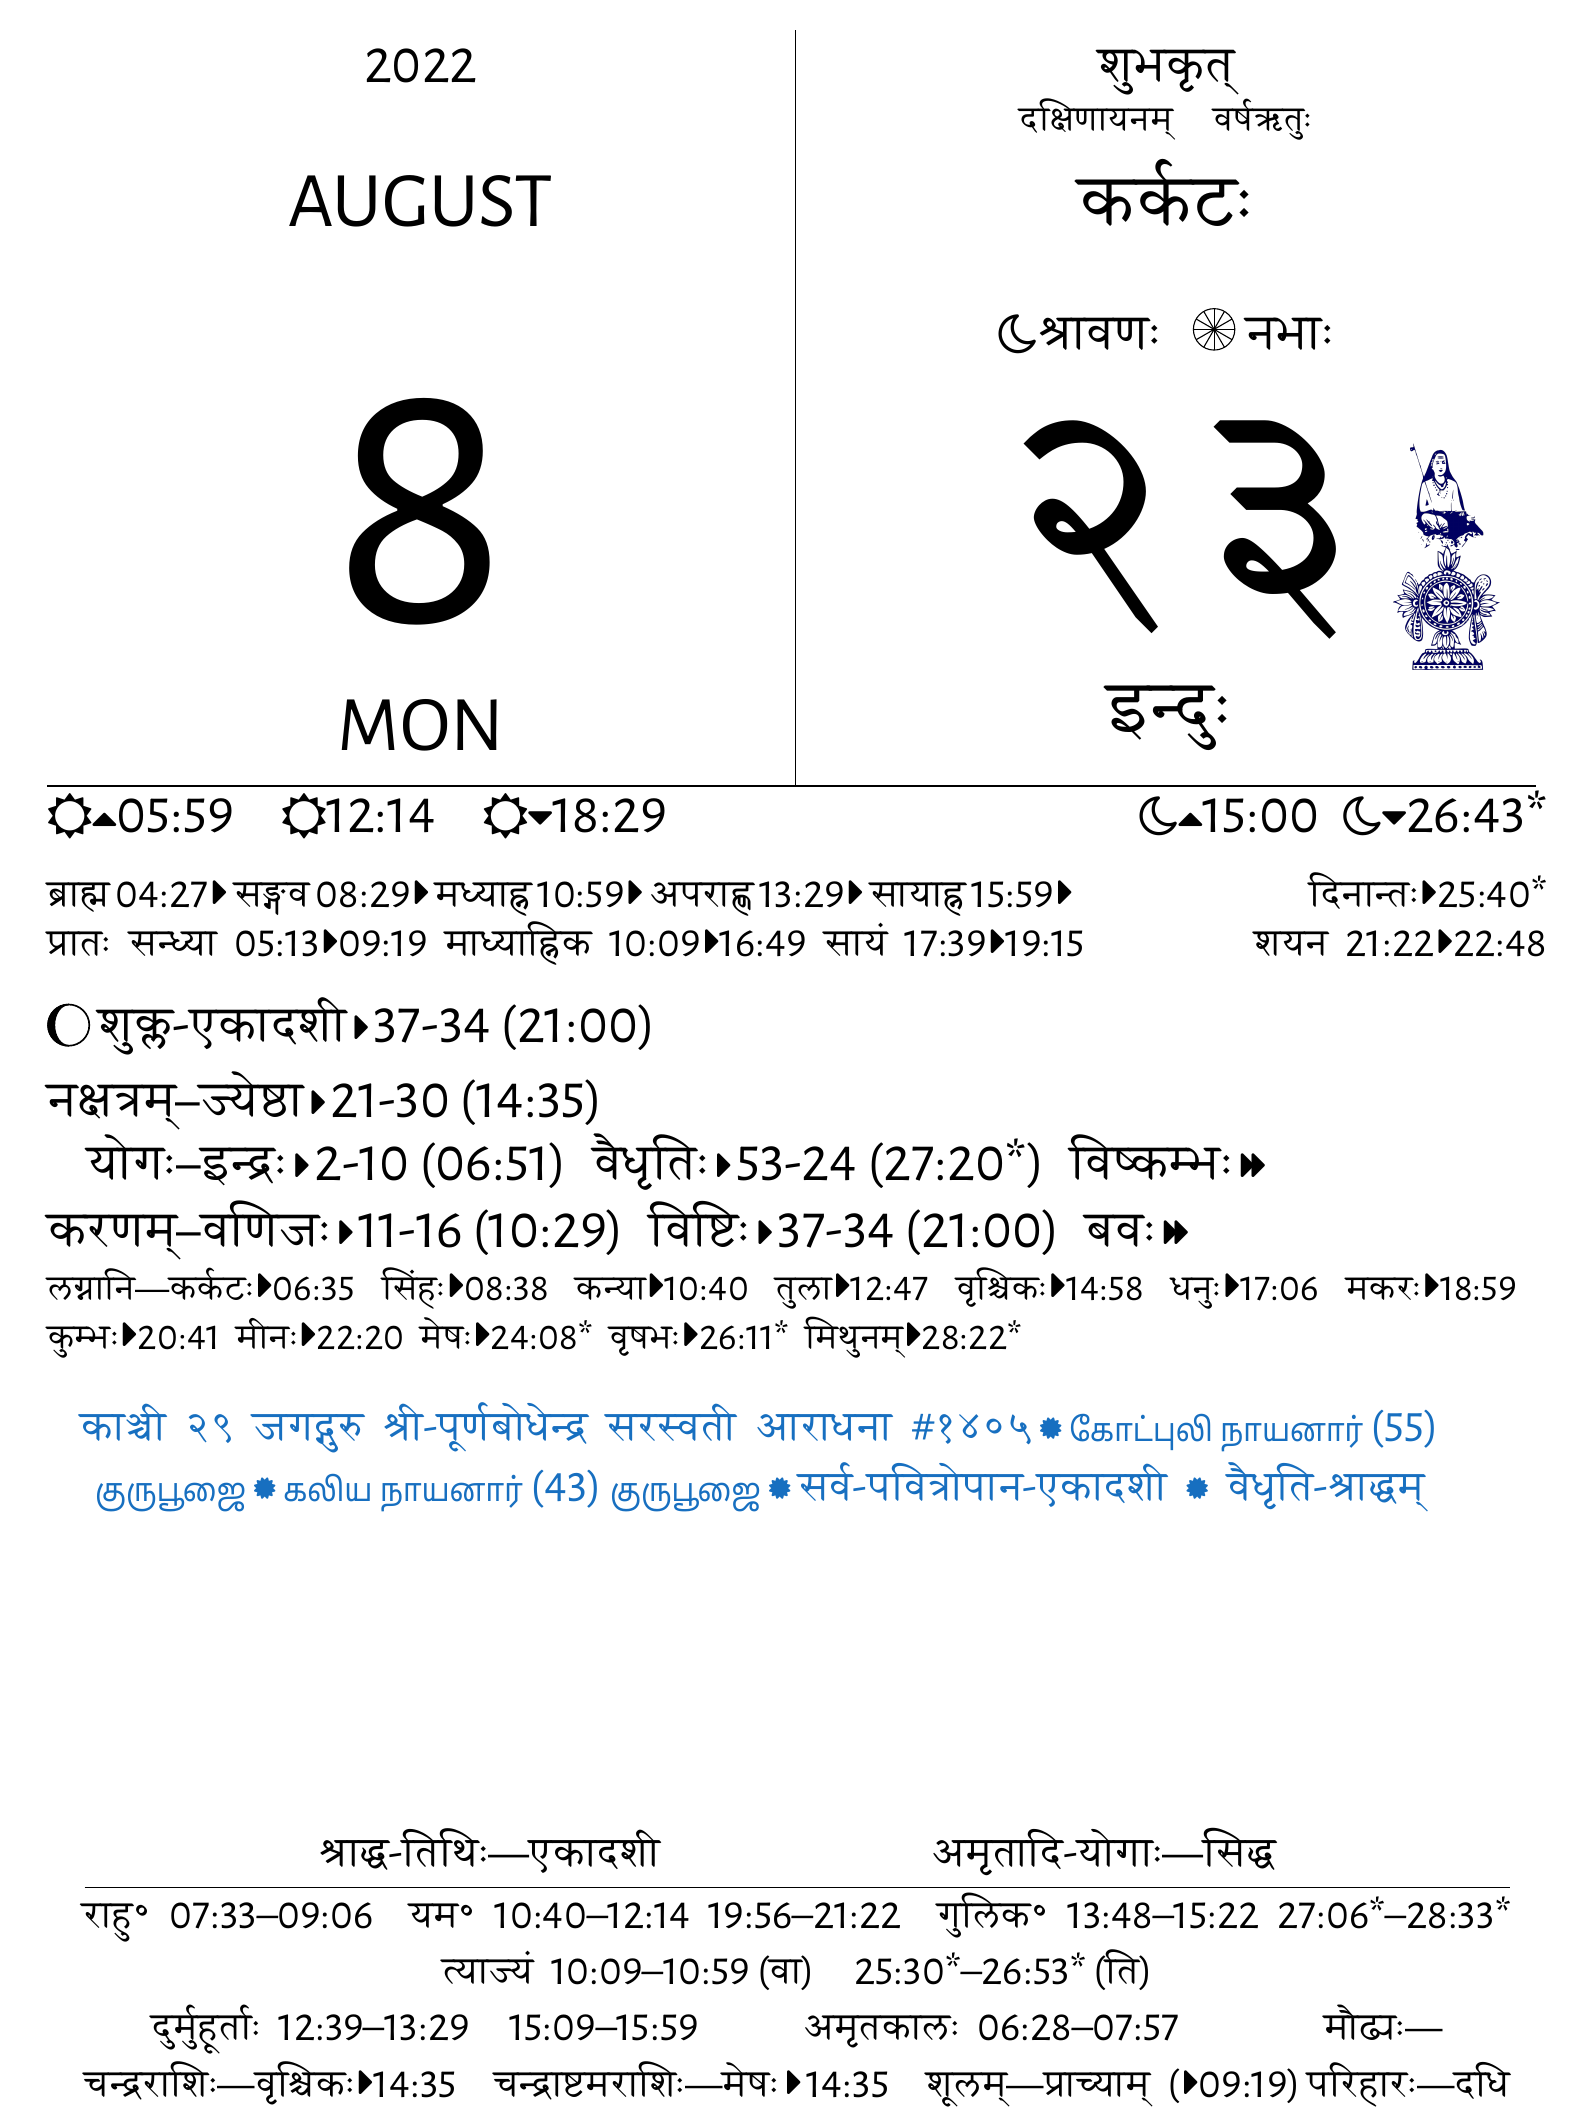 2022
AUGUST
8
MON
शुभकृत्
दक्षिणायनम् वर्षऋतुः
कर्कटः
श्रावणः नभाः
२३
इन्दुः
05:59 12:14 18:29 15:00 26:43*
ब्राह्म 04:27 सङ्गव 08:29 मध्याह्न 10:59 अपराह्ण 13:29 सायाह्न 15:59 दिनान्तः 25:40*
प्रातः सन्ध्या 05:13 09:19 माध्याह्निक 10:09 16:49 सायं 17:39 19:15 शयन 21:22 22:48
शुक्ल-एकादशी 37-34 (21:00)
नक्षत्रम्–ज्येष्ठा 21-30 (14:35)
योगः–इन्द्रः 2-10 (06:51) वैधृतिः 53-24 (27:20*) विष्कम्भः
करणम्–वणिजः 11-16 (10:29) विष्टिः 37-34 (21:00) बवः
लग्नानि—कर्कटः 06:35 सिंहः 08:38 कन्या 10:40 तुला 12:47 वृश्चिकः 14:58 धनुः 17:06 मकरः 18:59
कुम्भः 20:41 मीनः 22:20 मेषः 24:08* वृषभः 26:11* मिथुनम् 28:22*
काञ्ची २९ जगद्गुरु श्री-पूर्णबोधेन्द्र सरस्वती आराधना #१४०५ கோட்புலி நாயனார் (55)
குருபூஜை கலிய நாயனார் (43) குருபூஜை सर्व-पवित्रोपान-एकादशी वैधृति-श्राद्धम्
श्राद्ध-तिथिः—एकादशी अमृतादि-योगाः—सिद्ध
राहु॰ 07:33–09:06 यम॰ 10:40–12:14 19:56–21:22 गुलिक॰ 13:48–15:22 27:06*–28:33*
त्याज्यं 10:09–10:59 (वा) 25:30*–26:53* (ति)
दुर्मुहूर्ताः 12:39–13:29 15:09–15:59 अमृतकालः 06:28–07:57 मौढ्यः—
चन्द्रराशिः—वृश्चिकः 14:35 चन्द्राष्टमराशिः—मेषः 14:35 शूलम्—प्राच्याम् ( 09:19) परिहारः—दधि